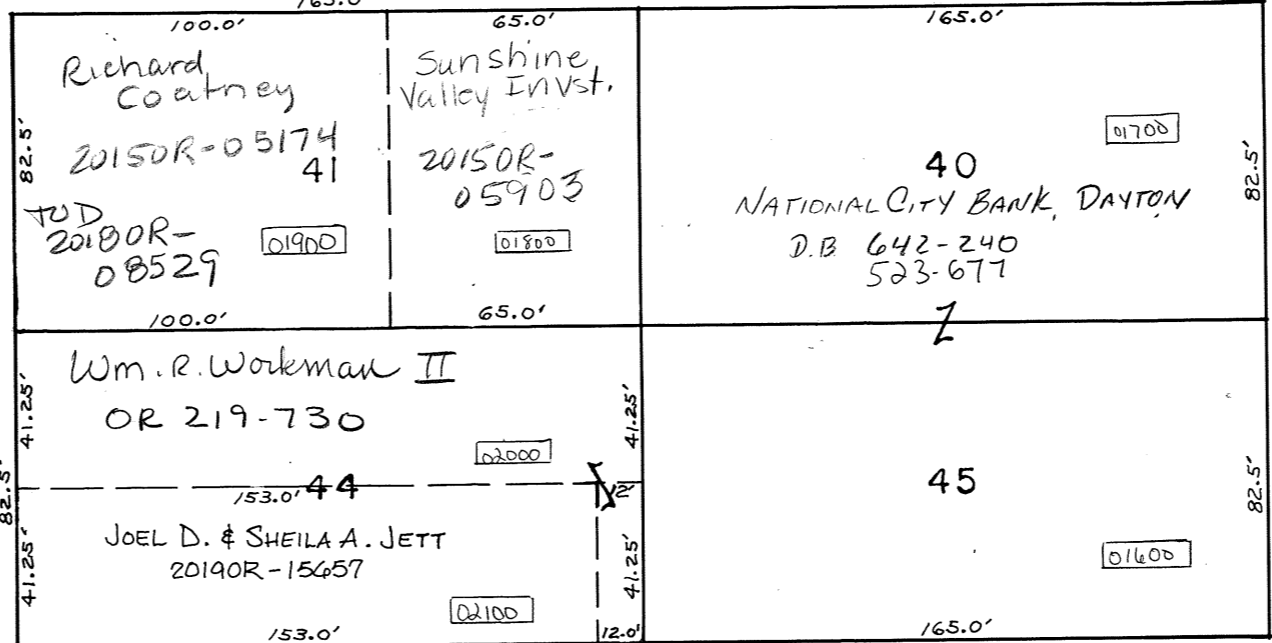 163.0'
100.0'
65.0'
165.0'
Richard
Coatney
20150R-05174
41
82.5'
TOD
20180R-
08529
01900
100.0'
Sunshine
Valley Invst.
20150R-
05903
01800
65.0'
01700
40
NATIONAL CITY BANK, DAYTON
D.B. 642-240
523-677
82.5'
Z
Wm. R. Workman II
OR 219-730
41.25'
41.25'
02000
82.5'
153.0'
44
12'
JOEL D. & SHEILA A. JETT
20190R-15657
41.25'
41.25'
02100
153.0'
12.0'
45
82.5'
01600
165.0'